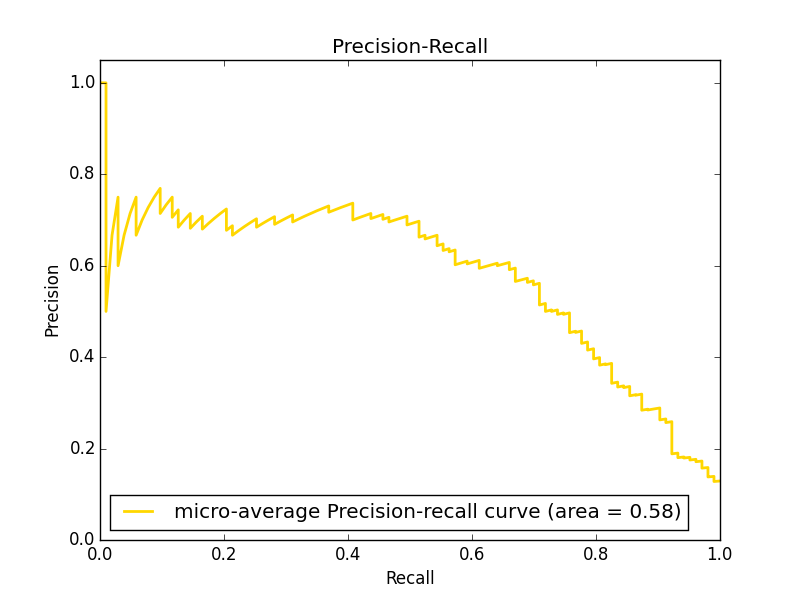 Precision-Recall
1.0
0.8
0.6
0.4
0.2
0.0
Precision
micro-average Precision-recall curve (area = 0.58)
0.0 0.2 0.4 0.6 0.8 1.0
Recall